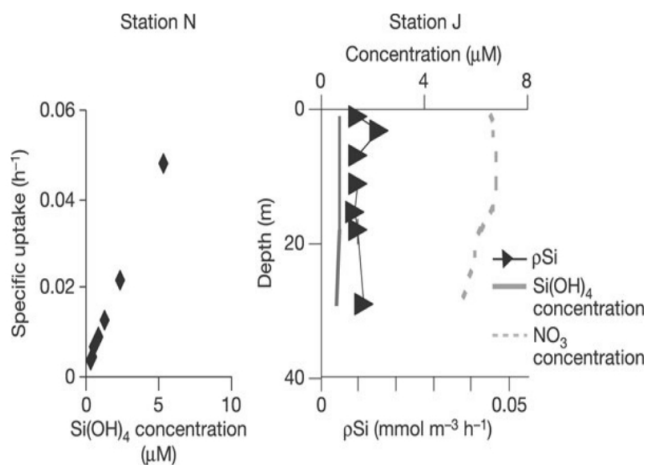 Station N
Station J
Concentration (μM)
0 4 8
0.06
0.04
0.02
0
Specific uptake (h⁻¹)
0 5 10
Si(OH)₄ concentration
(μM)
0
20
40
Depth (m)
ρSi
Si(OH)₄
concentration
NO₃
concentration
0 0.05
ρSi (mmol m⁻³ h⁻¹)